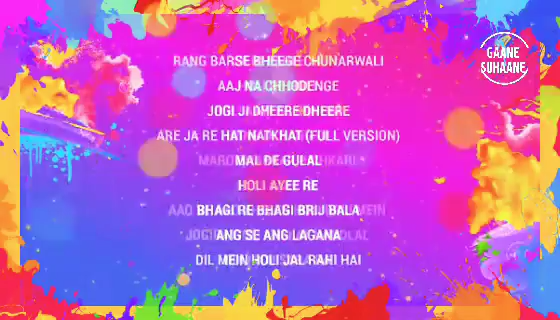 GAANE
SUHAANE
RANG BARSE BHEEGE CHUNARWALI
AAJ NA CHHODENGE
JOGI JI DHEERE DHEERE
ARE JA RE HAT NATKHAT (FULL VERSION)
MAL DE GULAL
HOLI AYEE RE
BHAGI RE BHAGI BRIJ BALA
ANG SE ANG LAGANA
DIL MEIN HOLI JAL RAHI HAI